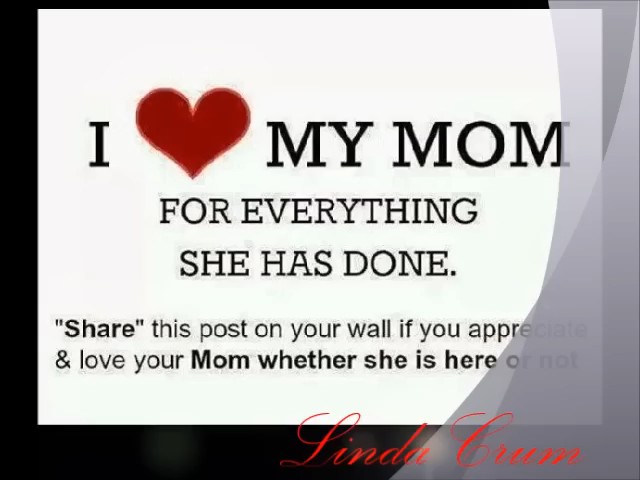 I MY MOM
FOR EVERYTHING
SHE HAS DONE.
"Share" this post on your wall if you appreciate
& love your Mom whether she is here or not
Linda Crum